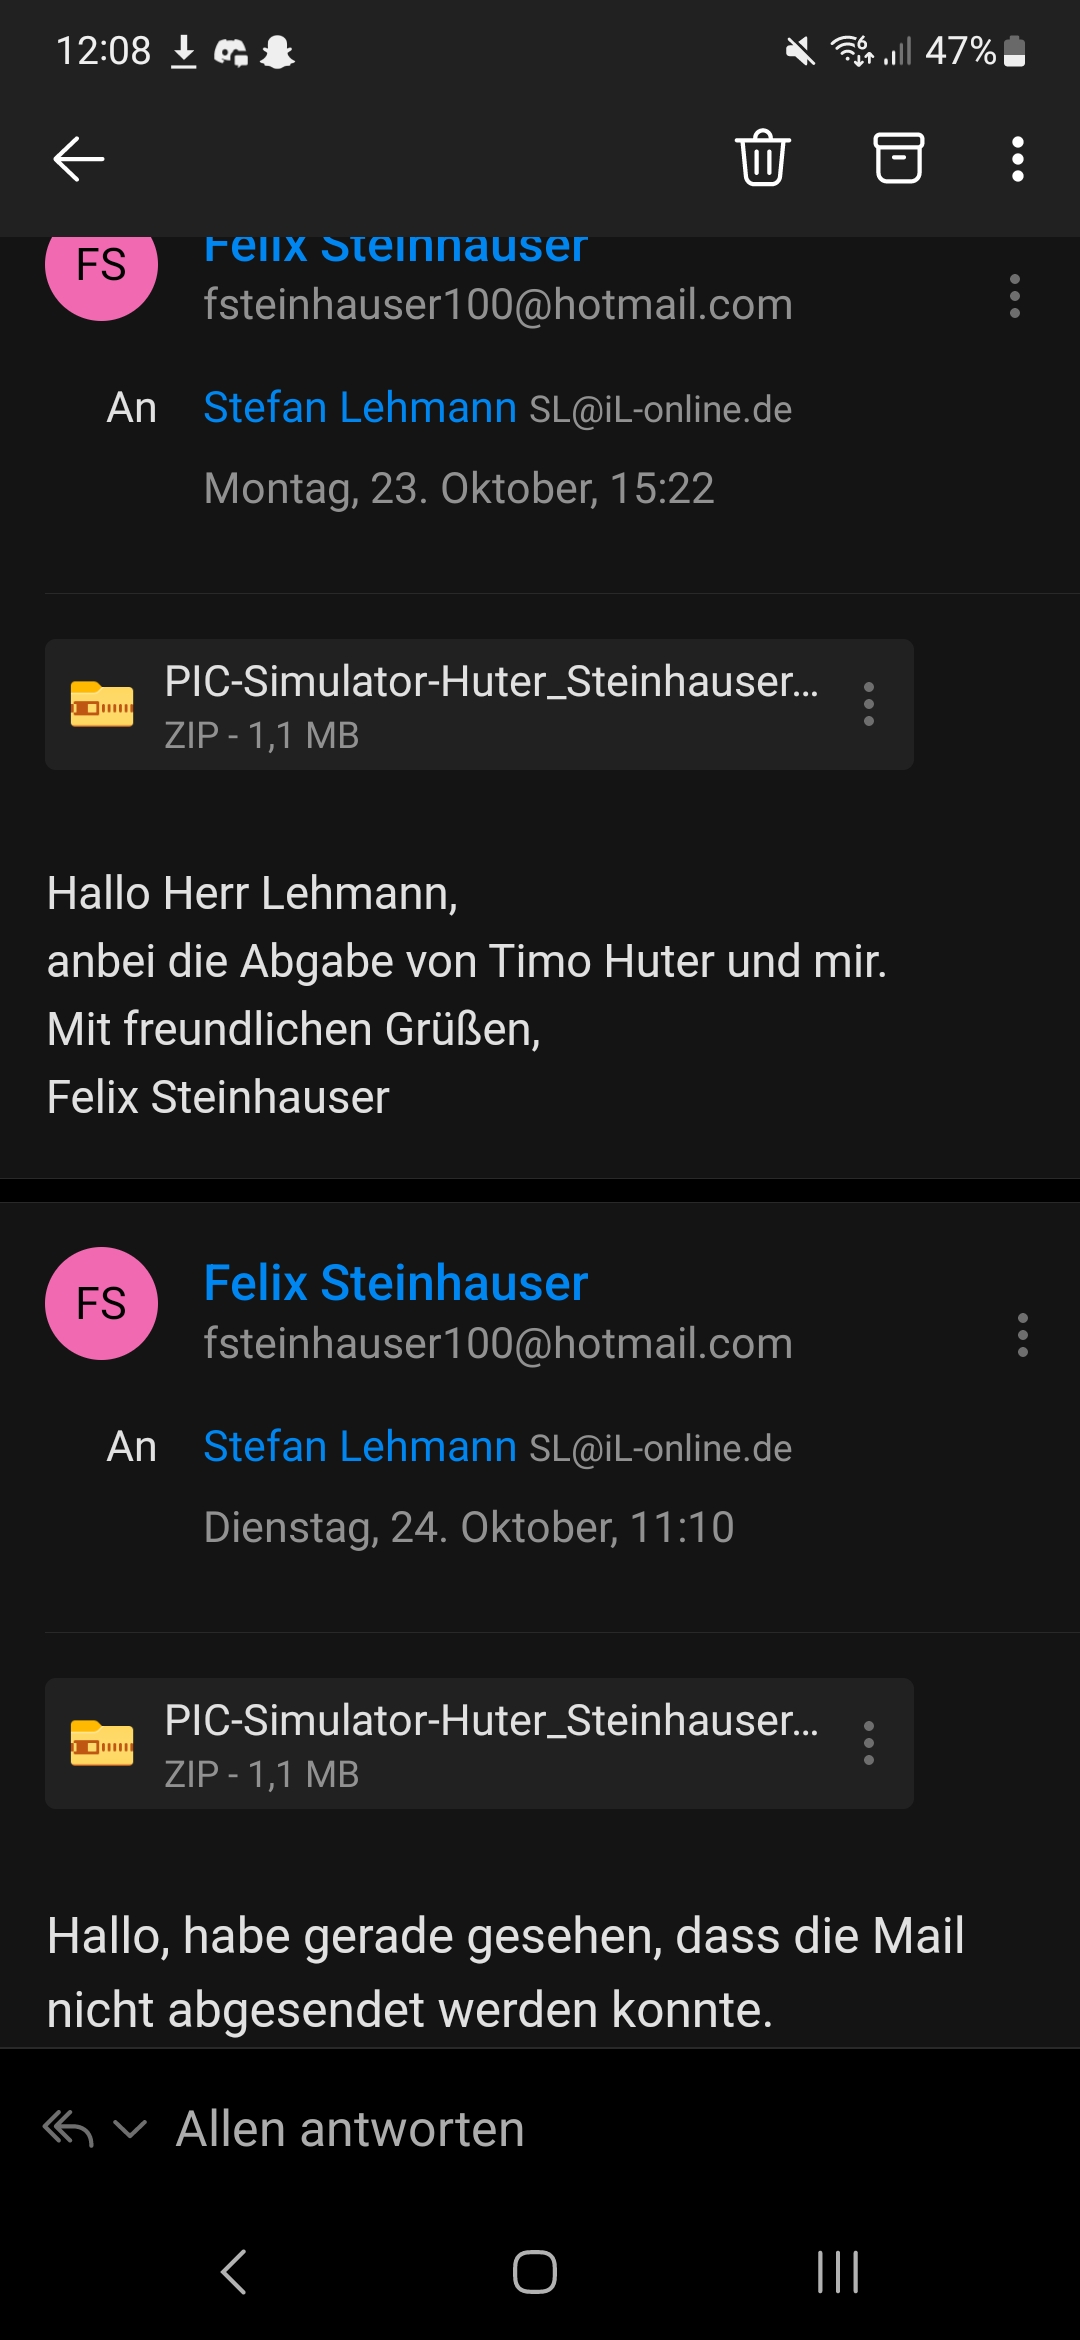 12:08 47%
Felix Steinhauser
FS
fsteinhauser100@hotmail.com
An Stefan Lehmann SL@iL-online.de
Montag, 23. Oktober, 15:22
PIC-Simulator-Huter_Steinhauser...
ZIP - 1,1 MB
Hallo Herr Lehmann,
anbei die Abgabe von Timo Huter und mir.
Mit freundlichen Grüßen,
Felix Steinhauser
Felix Steinhauser
FS
fsteinhauser100@hotmail.com
An Stefan Lehmann SL@iL-online.de
Dienstag, 24. Oktober, 11:10
PIC-Simulator-Huter_Steinhauser...
ZIP - 1,1 MB
Hallo, habe gerade gesehen, dass die Mail
nicht abgesendet werden konnte.
Allen antworten